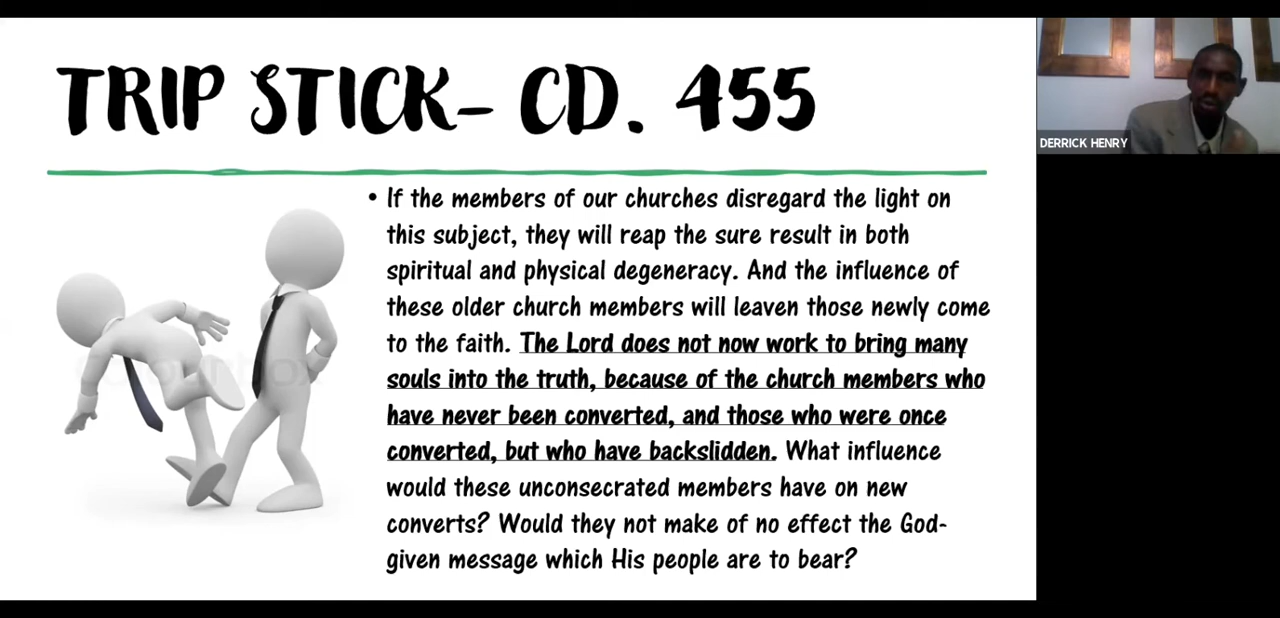 TRIP STICK- CD. 455
• If the members of our churches disregard the light on
this subject, they will reap the sure result in both
spiritual and physical degeneracy. And the influence of
these older church members will leaven those newly come
to the faith. The Lord does not now work to bring many
souls into the truth, because of the church members who
have never been converted, and those who were once
converted, but who have backslidden. What influence
would these unconsecrated members have on new
converts? Would they not make of no effect the God-
given message which His people are to bear?
DERRICK HENRY